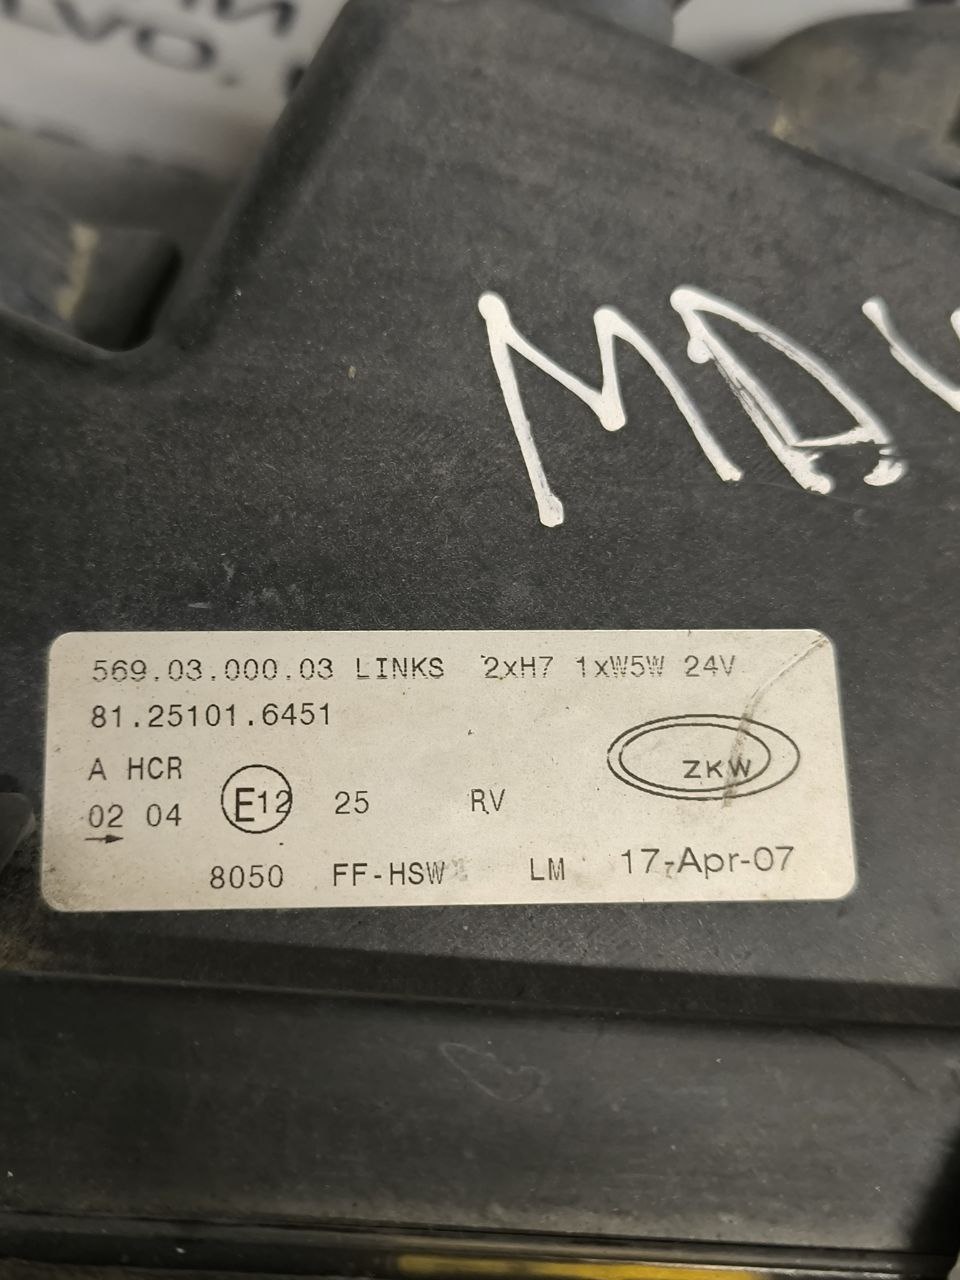 569.03.000.03 LINKS 2xH7 1xW5W 24V
81.25101.6451
A HCR
ZKW
02 04 E12 25 RV
8050 FF-HSW LM 17-Apr-07